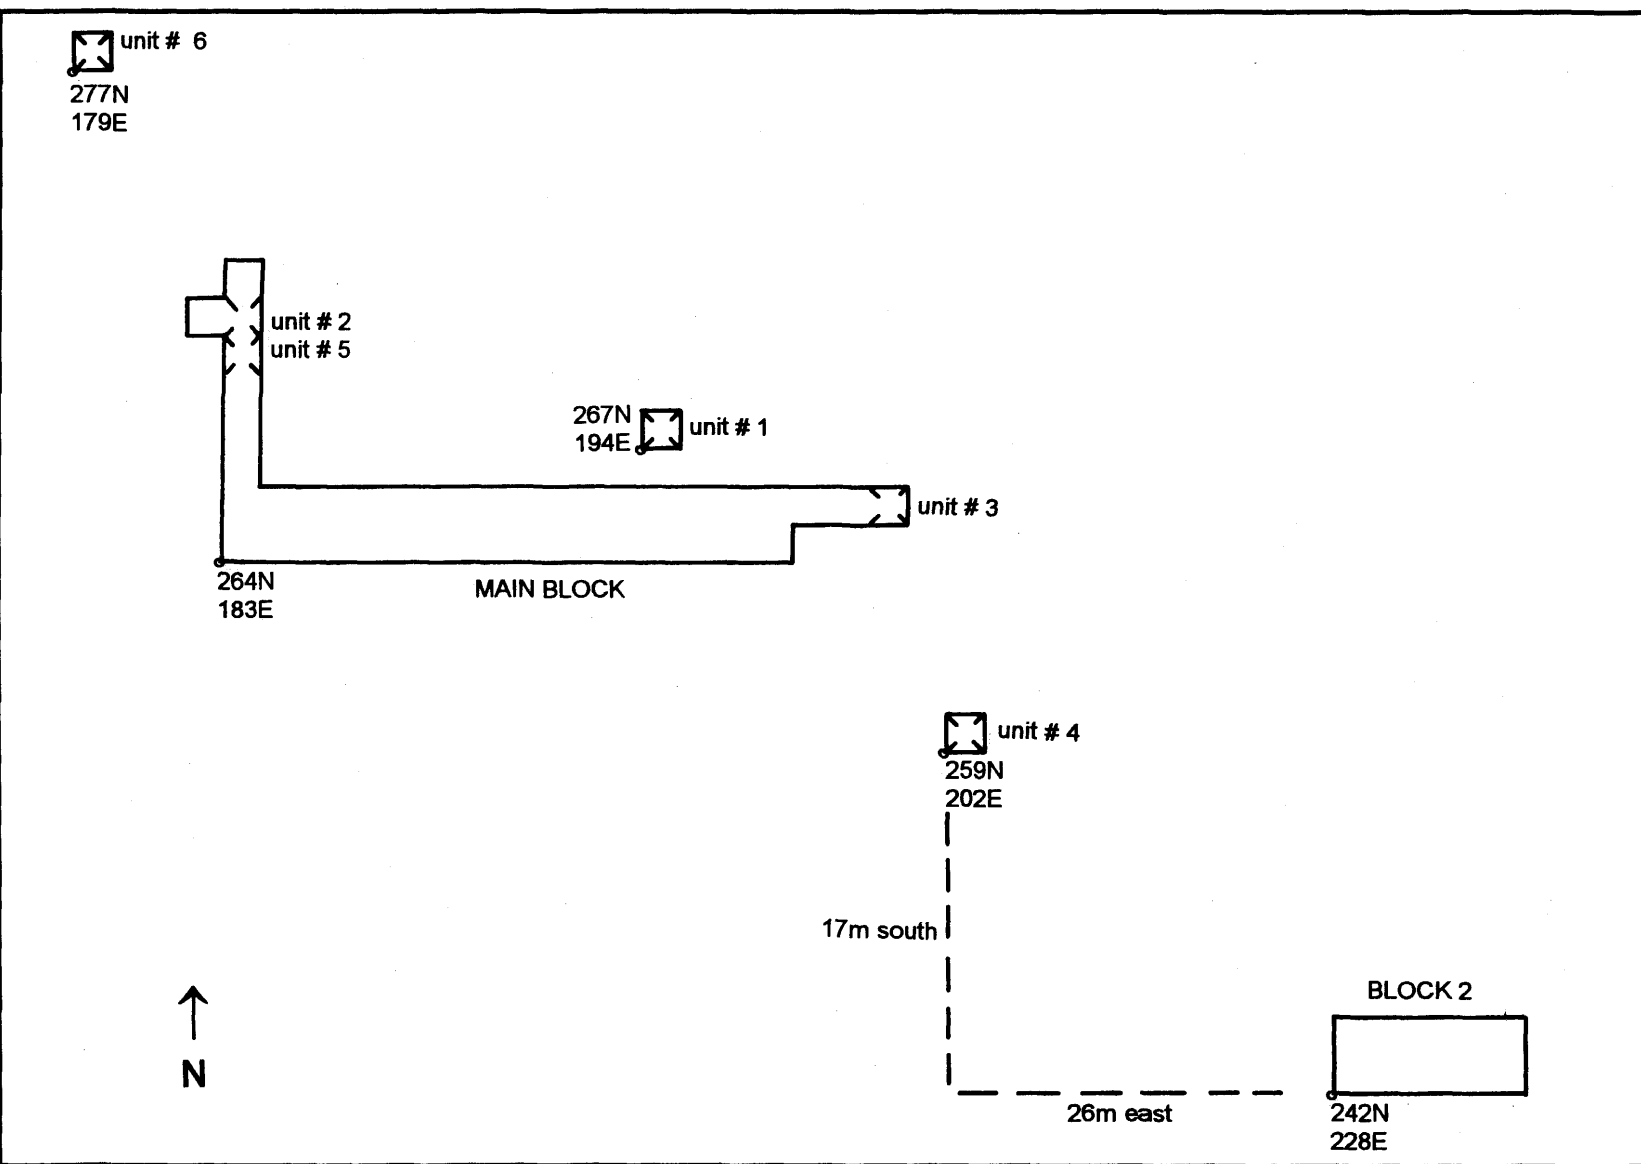 unit # 6
277N
179E
unit # 2
unit # 5
267N
194E
unit # 1
unit # 3
264N
183E
MAIN BLOCK
unit # 4
259N
202E
17m south
BLOCK 2
N
26m east
242N
228E